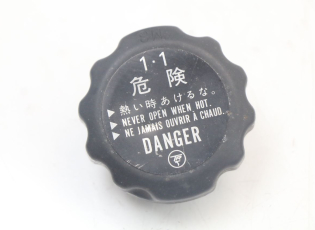 1·1
危険
▶熱い時あけるな。
▶NEVER OPEN WHEN HOT.
▶NE JAMAIS OUVRIR À CHAUD.
DANGER